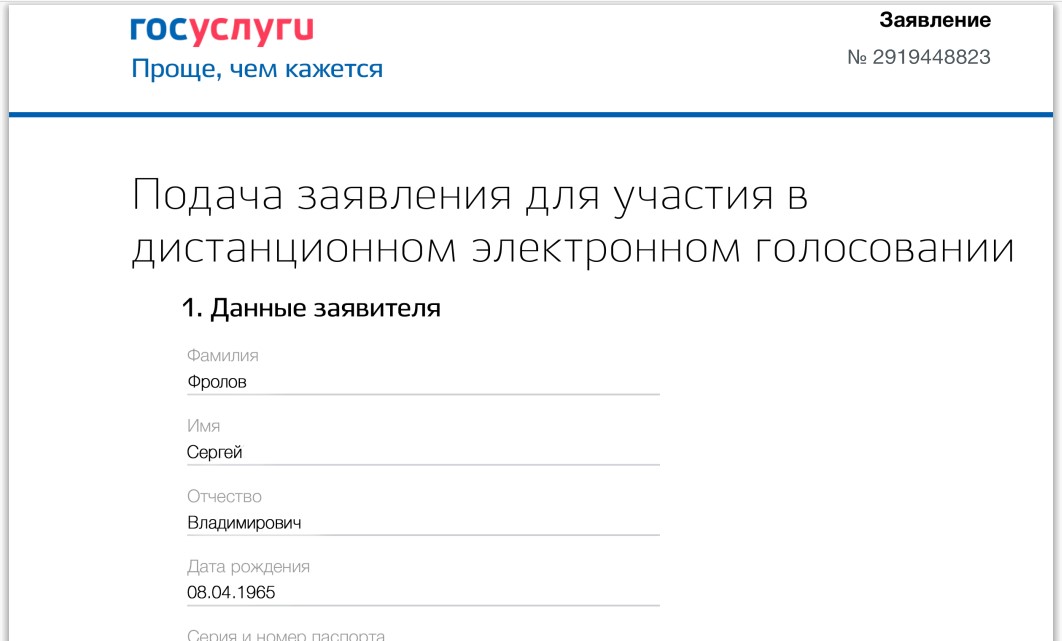 госуслуги
Проще, чем кажется
Заявление
№ 2919448823
Подача заявления для участия в
дистанционном электронном голосовании
1. Данные заявителя
Фамилия
Фролов
Имя
Сергей
Отчество
Владимирович
Дата рождения
08.04.1965
Серия и номер паспорта